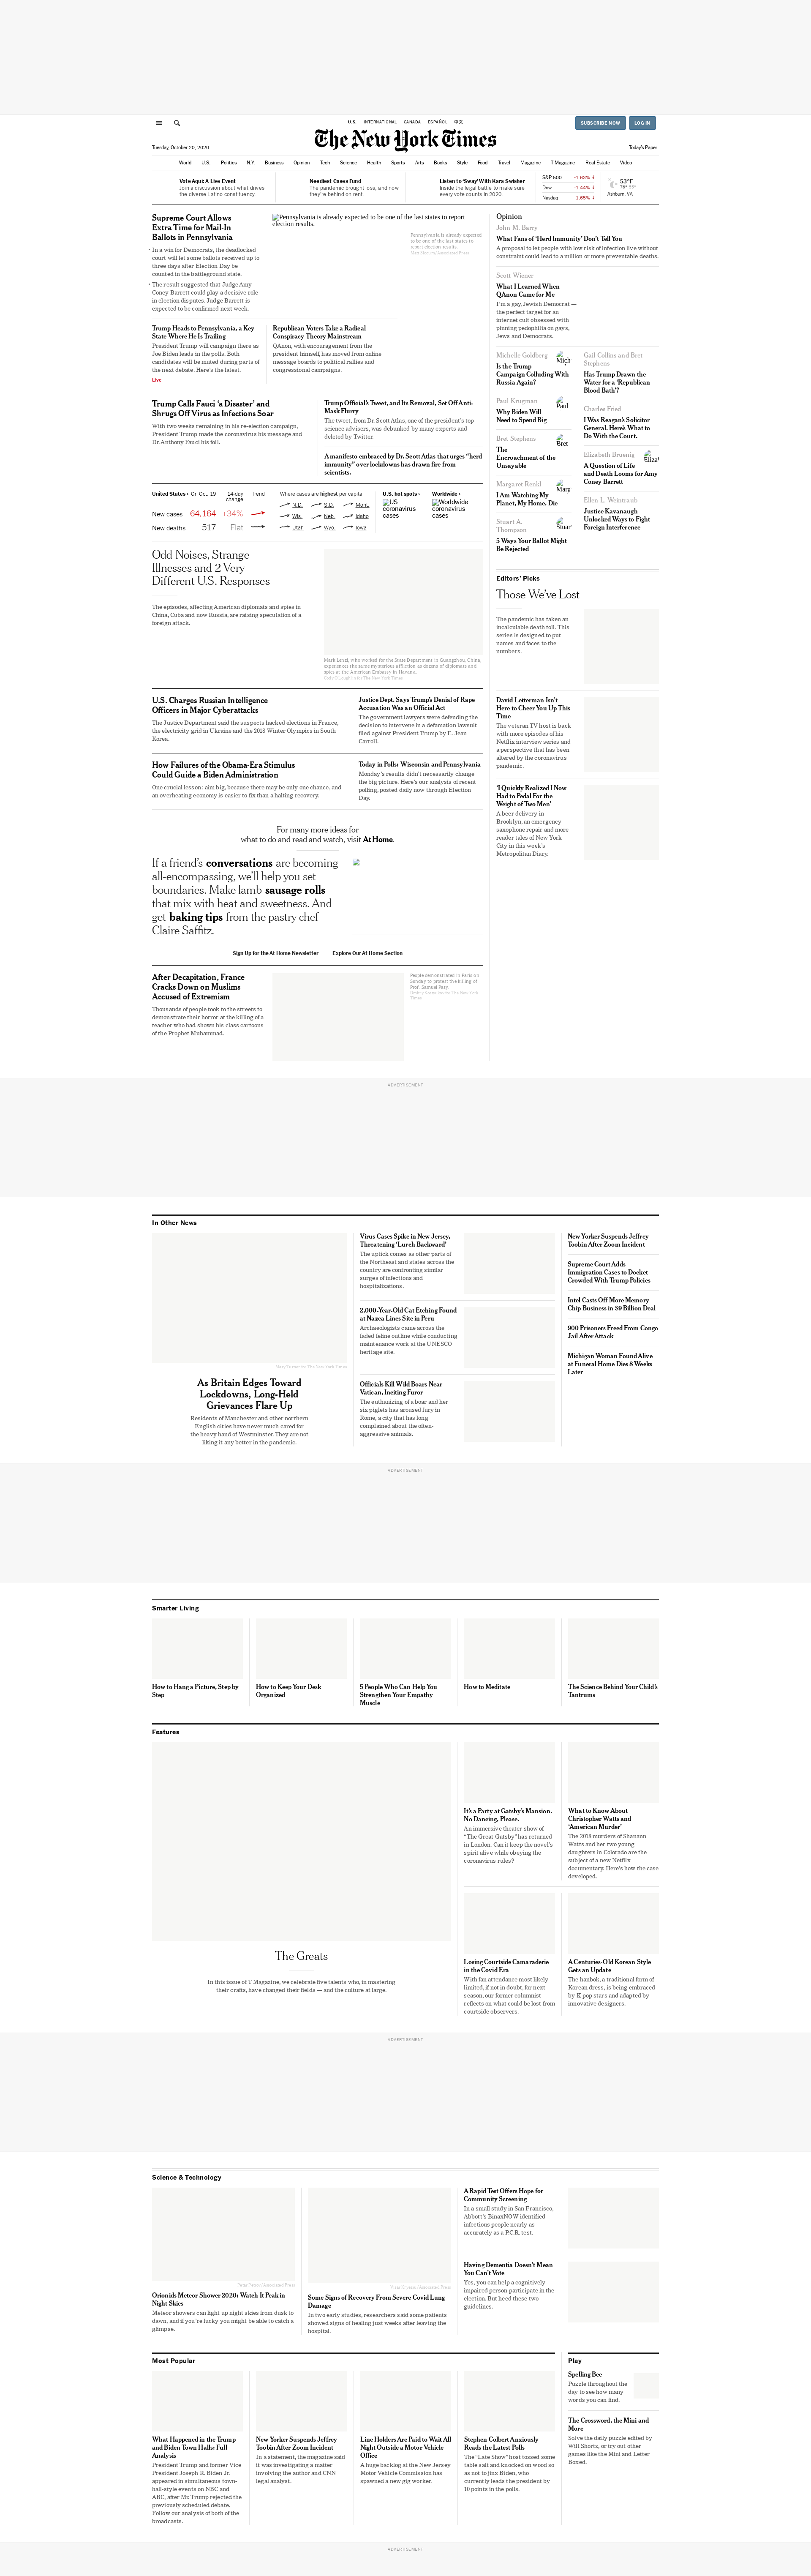 U.S.
INTERNATIONAL
CANADA
ESPAÑOL
中文
SUBSCRIBE NOW
LOG IN
The New York Times
Tuesday, October 20, 2020
Today's Paper
World
U.S.
Politics
N.Y.
Business
Opinion
Tech
Science
Health
Sports
Arts
Books
Style
Food
Travel
Magazine
T Magazine
Real Estate
Video
Vote Aquí: A Live Event
Join a discussion about what drives
the diverse Latino constituency.
Neediest Cases Fund
The pandemic brought loss, and now
they're behind on rent.
Listen to 'Sway' With Kara Swisher
Inside the legal battle to make sure
every vote counts in 2020.
S&P 500 -1.63% ↓
Dow -1.44% ↓
Nasdaq -1.65% ↓
53°F
Ashburn, VA
Supreme Court Allows
Extra Time for Mail-In
Ballots in Pennsylvania
• In a win for Democrats, the deadlocked
court will let some ballots received up to
three days after Election Day be
counted in the battleground state.
• The result suggested that Judge Amy
Coney Barrett could play a decisive role
in election disputes. Judge Barrett is
expected to be confirmed next week.
Pennsylvania is already expected to be one of the last states to report
election results.
Pennsylvania is already expected
to be one of the last states to
report election results.
Trump Heads to Pennsylvania, a Key
State Where He Is Trailing
President Trump will campaign there as
Joe Biden leads in the polls. Both
candidates will be muted during parts of
the next debate. Here's the latest.
Live
Republican Voters Take a Radical
Conspiracy Theory Mainstream
QAnon, with encouragement from the
president himself, has moved from online
message boards to political rallies and
congressional campaigns.
Trump Calls Fauci 'a Disaster' and
Shrugs Off Virus as Infections Soar
With two weeks remaining in his re-election campaign,
President Trump made the coronavirus his message and
Dr. Anthony Fauci his foil.
Trump Official's Tweet, and Its Removal, Set Off Anti-
Mask Flurry
The tweet, from Dr. Scott Atlas, one of the president's top
science advisers, was debunked by many experts and
deleted by Twitter.
A manifesto embraced by Dr. Scott Atlas that urges "herd
immunity" over lockdowns has drawn fire from
scientists.
United States › On Oct. 19
14-day
change
Trend
New cases 64,164 +34%
New deaths 517 Flat
Where cases are highest per capita
N.D.
S.D.
Mont.
Wis.
Neb.
Idaho
Utah
Wyo.
Iowa
U.S. hot spots ›
US
coronavirus
cases
Worldwide ›
Worldwide
coronavirus
cases
Odd Noises, Strange
Illnesses and 2 Very
Different U.S. Responses
The episodes, affecting American diplomats and spies in
China, Cuba and now Russia, are raising speculation of a
foreign attack.
Mark Lenzi, who worked for the State Department in Guangzhou, China,
experienced the same mysterious affliction as dozens of diplomats and
spies at the American Embassy in Havana.
U.S. Charges Russian Intelligence
Officers in Major Cyberattacks
The Justice Department said the suspects hacked elections in France,
the electricity grid in Ukraine and the 2018 Winter Olympics in South
Korea.
Justice Dept. Says Trump's Denial of Rape
Accusation Was an Official Act
The government lawyers were defending the
decision to intervene in a defamation lawsuit
filed against President Trump by E. Jean
Carroll.
How Failures of the Obama-Era Stimulus
Could Guide a Biden Administration
One crucial lesson: aim big, because there may be only one chance, and
an overheating economy is easier to fix than a halting recovery.
Today in Polls: Wisconsin and Pennsylvania
Monday's results didn't necessarily change
the big picture. Here's our analysis of recent
polling, posted daily now through Election
Day.
For many more ideas for
what to do and read and watch, visit At Home.
If a friend's conversations are becoming
all-encompassing, we'll help you set
boundaries. Make lamb sausage rolls
that mix with heat and sweetness. And
get baking tips from the pastry chef
Claire Saffitz.
Sign Up for the At Home Newsletter
Explore Our At Home Section
After Decapitation, France
Cracks Down on Muslims
Accused of Extremism
Thousands of people took to the streets to
demonstrate their horror at the killing of a
teacher who had shown his class cartoons
of the Prophet Muhammad.
People demonstrated in Paris on
Sunday to protest the killing of
Prof. Samuel Paty.
Opinion
John M. Barry
What Fans of 'Herd Immunity' Don't Tell You
A proposal to let people with low risk of infection live without
constraint could lead to a million or more preventable deaths.
Scott Wiener
What I Learned When
QAnon Came for Me
I'm a gay, Jewish Democrat —
the perfect target for an
internet cult obsessed with
pinning pedophilia on gays,
Jews and Democrats.
Michelle Goldberg
Is the Trump
Campaign Colluding With
Russia Again?
Paul Krugman
Why Biden Will
Need to Spend Big
Bret Stephens
The
Encroachment of the
Unsayable
Margaret Renkl
I Am Watching My
Planet, My Home, Die
Stuart A.
Thompson
5 Ways Your Ballot Might
Be Rejected
Gail Collins and Bret
Stephens
Has Trump Drawn the
Water for a 'Republican
Blood Bath'?
Charles Fried
I Was Reagan's Solicitor
General. Here's What to
Do With the Court.
Elizabeth Bruenig
A Question of Life
and Death Looms for Amy
Coney Barrett
Ellen L. Weintraub
Justice Kavanaugh
Unlocked Ways to Fight
Foreign Interference
Editors' Picks
Those We've Lost
The pandemic has taken an
incalculable death toll. This
series is designed to put
names and faces to the
numbers.
David Letterman Isn't
Here to Cheer You Up This
Time
The veteran TV host is back
with more episodes of his
Netflix interview series and
a perspective that has been
altered by the coronavirus
pandemic.
'I Quickly Realized I Now
Had to Pedal For the
Weight of Two Men'
A beer delivery in
Brooklyn, an emergency
saxophone repair and more
reader tales of New York
City in this week's
Metropolitan Diary.
ADVERTISEMENT
In Other News
As Britain Edges Toward
Lockdowns, Long-Held
Grievances Flare Up
Residents of Manchester and other northern
English cities have never much cared for
the heavy hand of Westminster. They are not
liking it any better in the pandemic.
Virus Cases Spike in New Jersey,
Threatening 'Lurch Backward'
The uptick comes as other parts of
the Northeast and states across the
country are confronting similar
surges of infections and
hospitalizations.
2,000-Year-Old Cat Etching Found
at Nazca Lines Site in Peru
Archaeologists came across the
faded feline outline while conducting
maintenance work at the UNESCO
heritage site.
Officials Kill Wild Boars Near
Vatican, Inciting Furor
The euthanizing of a boar and her
six piglets has aroused fury in
Rome, a city that has long
complained about the often-
aggressive animals.
New Yorker Suspends Jeffrey
Toobin After Zoom Incident
Supreme Court Adds
Immigration Cases to Docket
Crowded With Trump Policies
Intel Casts Off More Memory
Chip Business in $9 Billion Deal
900 Prisoners Freed From Congo
Jail After Attack
Michigan Woman Found Alive
at Funeral Home Dies 8 Weeks
Later
ADVERTISEMENT
Smarter Living
How to Hang a Picture, Step by
Step
How to Keep Your Desk
Organized
5 People Who Can Help You
Strengthen Your Empathy
Muscle
How to Meditate
The Science Behind Your Child's
Tantrums
Features
The Greats
In this issue of T Magazine, we celebrate five talents who, in mastering
their crafts, have changed their fields — and the culture at large.
It's a Party at Gatsby's Mansion.
No Dancing, Please.
An immersive theater show of
"The Great Gatsby" has returned
in London. Can it keep the novel's
spirit alive while obeying the
coronavirus rules?
What to Know About
Christopher Watts and
'American Murder'
The 2018 murders of Shanann
Watts and her two young
daughters in Colorado are the
subject of a new Netflix
documentary. Here's how the case
developed.
Losing Courtside Camaraderie
in the Covid Era
With fan attendance most likely
limited, if not in doubt, for next
season, our former columnist
reflects on what could be lost from
courtside observers.
A Centuries-Old Korean Style
Gets an Update
The hanbok, a traditional form of
Korean dress, is being embraced
by K-pop stars and adapted by
innovative designers.
ADVERTISEMENT
Science & Technology
Orionids Meteor Shower 2020: Watch It Peak in
Night Skies
Meteor showers can light up night skies from dusk to
dawn, and if you're lucky you might be able to catch a
glimpse.
Some Signs of Recovery From Severe Covid Lung
Damage
In two early studies, researchers said some patients
showed signs of healing just weeks after leaving the
hospital.
A Rapid Test Offers Hope for
Community Screening
In a small study in San Francisco,
Abbott's BinaxNOW identified
infectious people nearly as
accurately as a P.C.R. test.
Having Dementia Doesn't Mean
You Can't Vote
Yes, you can help a cognitively
impaired person participate in the
election. But heed these two
guidelines.
Most Popular
What Happened in the Trump
and Biden Town Halls: Full
Analysis
President Trump and former Vice
President Joseph R. Biden Jr.
appeared in simultaneous town-
hall-style events on NBC and
ABC, after Mr. Trump rejected the
previously scheduled debate.
Follow our analysis of both of the
broadcasts.
New Yorker Suspends Jeffrey
Toobin After Zoom Incident
In a statement, the magazine said
it was investigating a matter
involving the author and CNN
legal analyst.
Line Holders Are Paid to Wait All
Night Outside a Motor Vehicle
Office
A huge backlog at the New Jersey
Motor Vehicle Commission has
spawned a new gig worker.
Stephen Colbert Anxiously
Reads the Latest Polls
The "Late Show" host tossed some
table salt and knocked on wood so
as not to jinx Biden, who
currently leads the president by
10 points in the polls.
Play
Spelling Bee
Puzzle throughout the
day to see how many
words you can find.
The Crossword, the Mini and
More
Solve the daily puzzle edited by
Will Shortz, or try out other
games like the Mini and Letter
Boxed.
ADVERTISEMENT